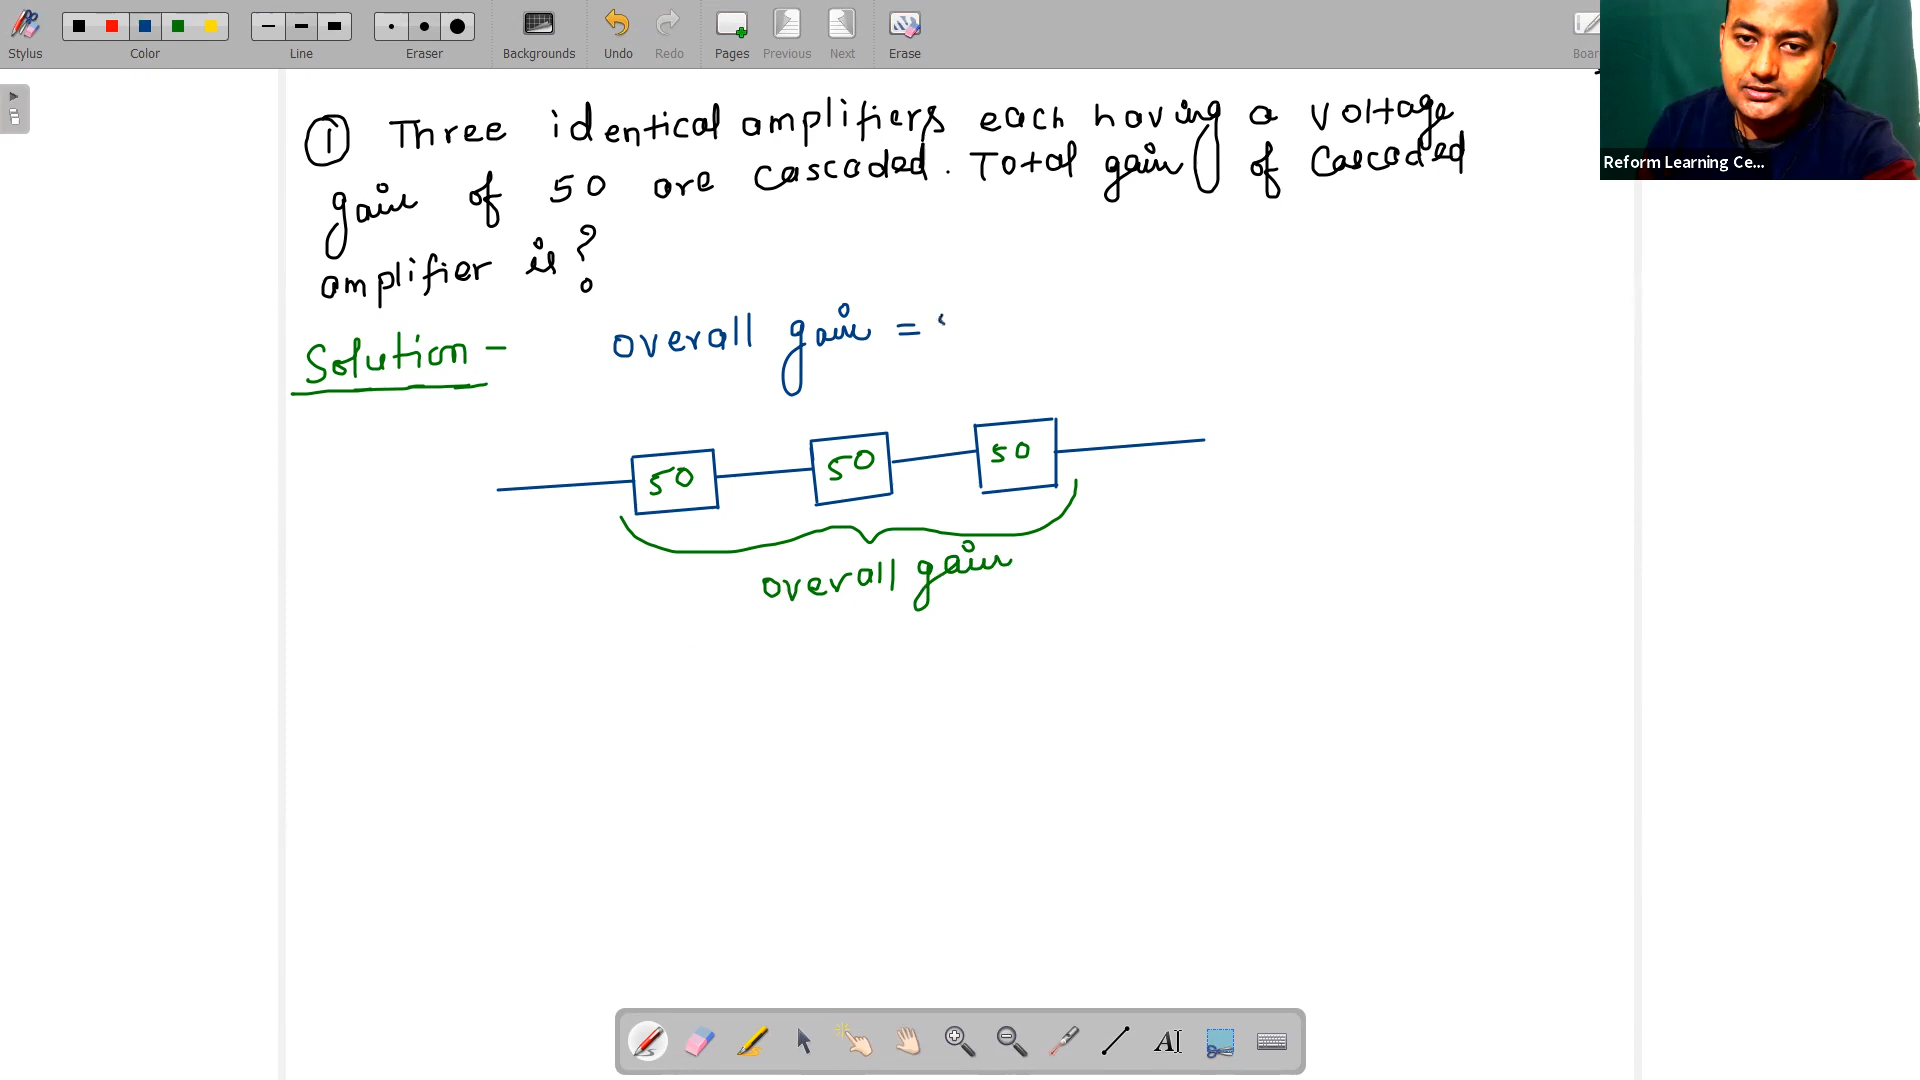 Stylus
Color
Line
Eraser
Backgrounds
Undo
Redo
Pages
Previous
Next
Erase
Reform Learning Ce...
① Three identical amplifiers each having a voltage
gain of 50 are cascaded. Total gain of Cascaded
amplifier is?
Solution -
overall gain =
50
50
50
overall gain